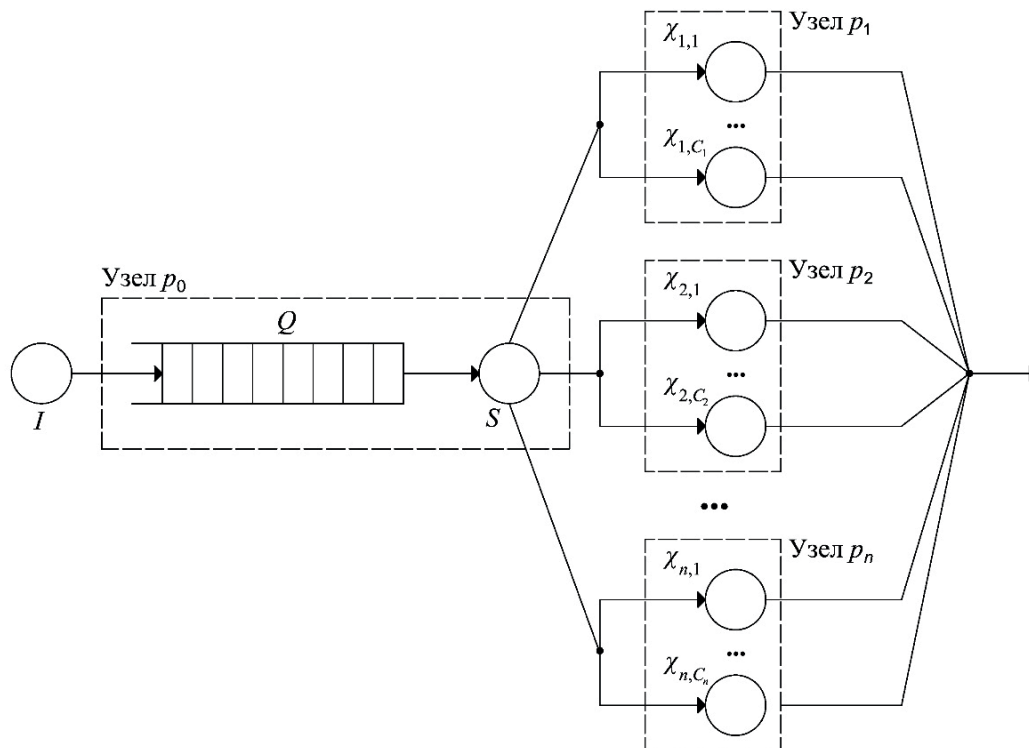 Узел p₁
χ₁,₁
...
χ₁,C₁
Узел p₂
χ₂,₁
...
χ₂,C₂
Узел p₀
Q
I
S
...
Узел pₙ
χₙ,₁
...
χₙ,Cₙ